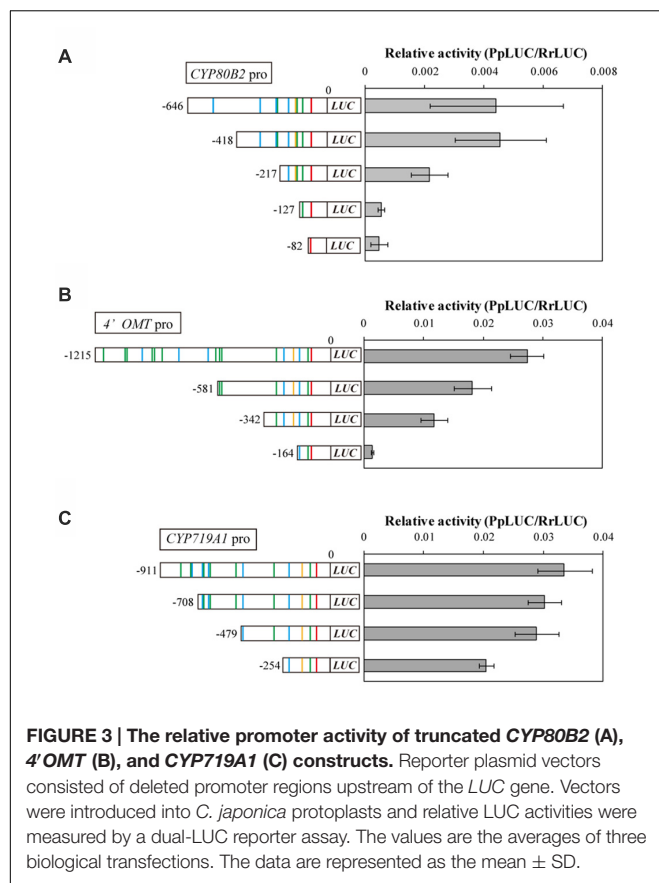 A
Relative activity (PpLUC/RrLUC)
CYP80B2 pro
0
0 0.002 0.004 0.006 0.008
-646 LUC
-418 LUC
-217 LUC
-127 LUC
-82 LUC
B
Relative activity (PpLUC/RrLUC)
4' OMT pro
0
0 0.01 0.02 0.03 0.04
-1215 LUC
-581 LUC
-342 LUC
-164 LUC
C
Relative activity (PpLUC/RrLUC)
CYP719A1 pro
0
0 0.01 0.02 0.03 0.04
-911 LUC
-708 LUC
-479 LUC
-254 LUC
FIGURE 3 | The relative promoter activity of truncated CYP80B2 (A),
4'OMT (B), and CYP719A1 (C) constructs. Reporter plasmid vectors
consisted of deleted promoter regions upstream of the LUC gene. Vectors
were introduced into C. japonica protoplasts and relative LUC activities were
measured by a dual-LUC reporter assay. The values are the averages of three
biological transfections. The data are represented as the mean ± SD.